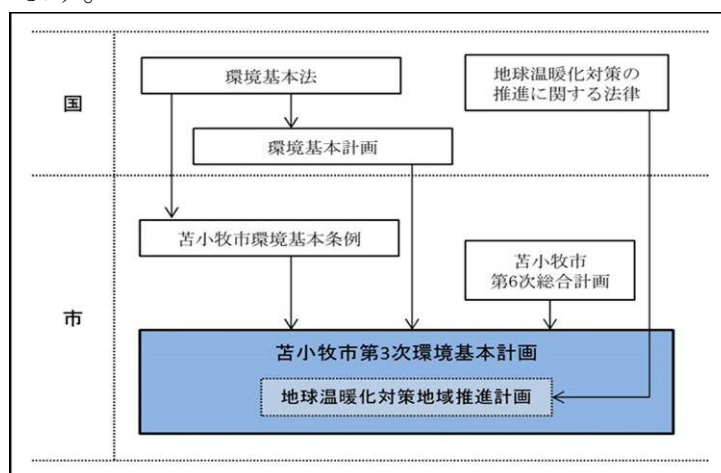 環境基本法
地球温暖化対策の
推進に関する法律
国
環境基本計画
苫小牧市環境基本条例
苫小牧市
第6次総合計画
市
苫小牧市第3次環境基本計画
地球温暖化対策地域推進計画